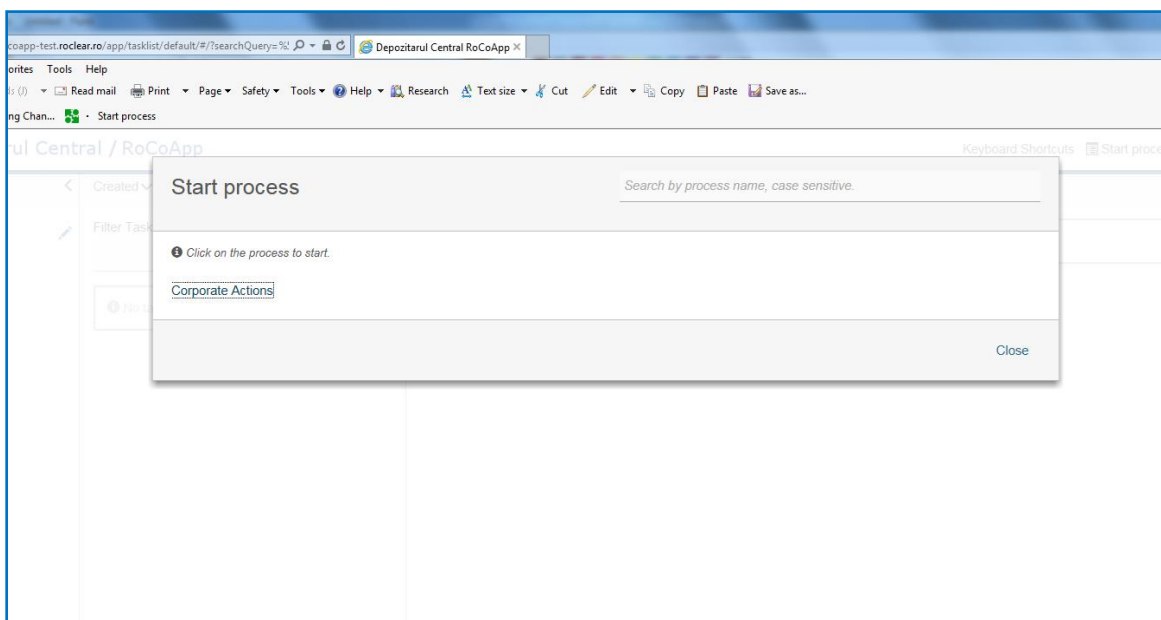 coapp-test.roclear.ro/app/tasklist/default/#/?searchQuery=%!
Depozitarul Central RoCoApp
orites Tools Help
Read mail Print Page Safety Tools Help Research Text size Cut Edit Copy Paste Save as...
ng Chan... Start process
rul Central / RoCoApp Keyboard Shortcuts Start proce
Created
Start process
Search by process name, case sensitive.
Filter Task
Click on the process to start.
Corporate Actions
No
Close